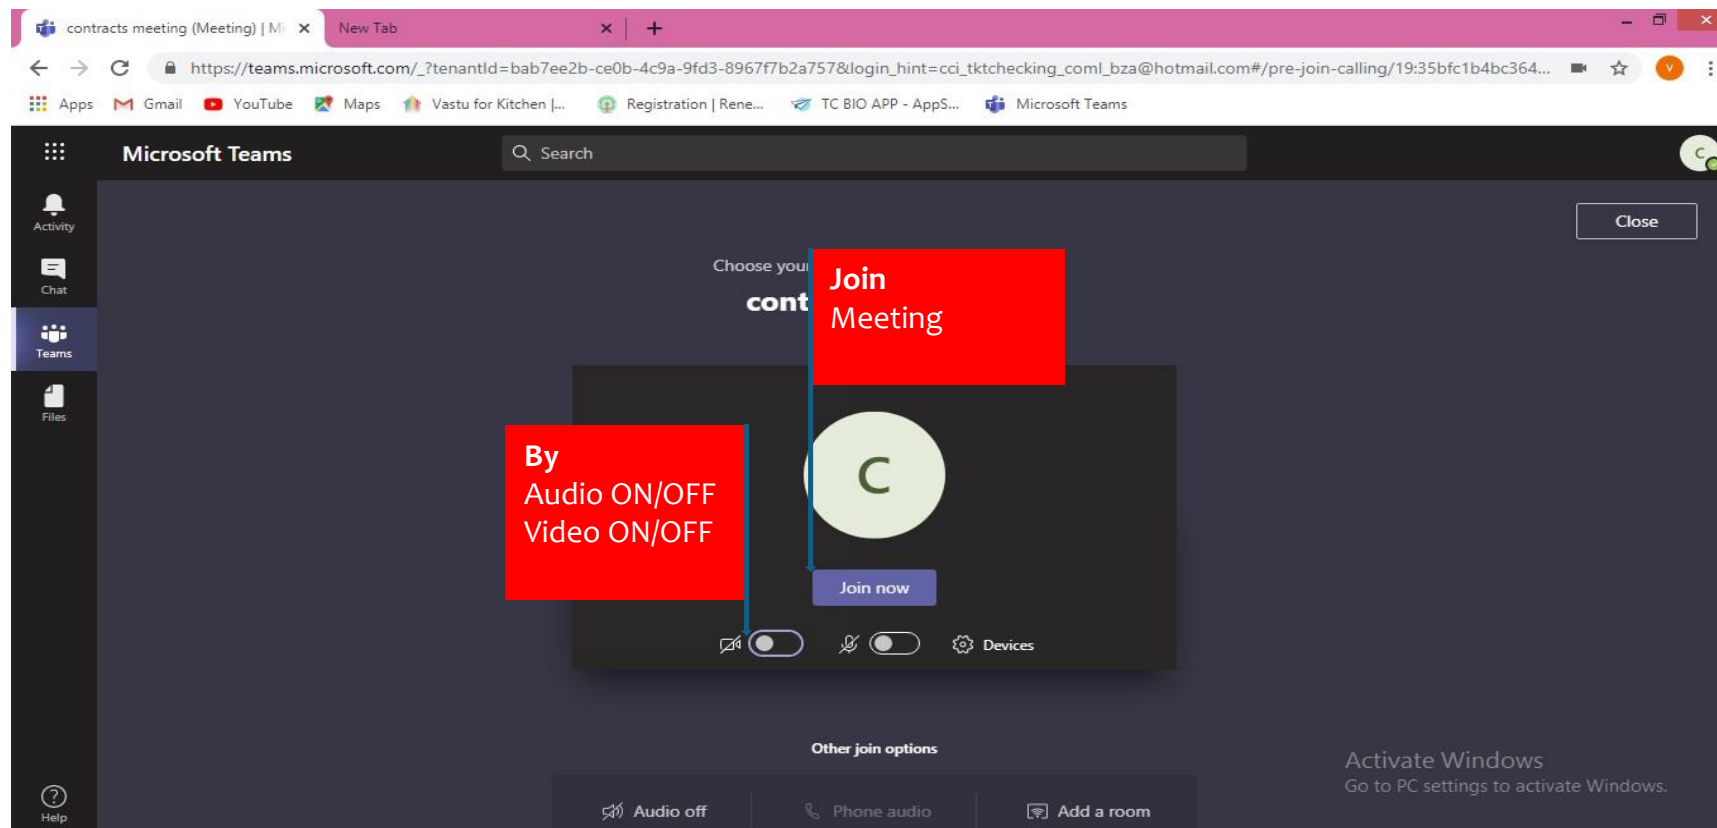 contracts meeting (Meeting) | Mi
New Tab
https://teams.microsoft.com/_?tenantId=bab7ee2b-ce0b-4c9a-9fd3-8967f7b2a757&login_hint=cci_tktchecking_coml_bza@hotmail.com#/pre-join-calling/19:35bfc1b4bc364...
V
Apps
Gmail
YouTube
Maps
Vastu for Kitchen |...
Registration | Rene...
TC BIO APP - AppS...
Microsoft Teams
Microsoft Teams
Search
C
Activity
Chat
Teams
Files
Help
Close
Choose your
cont
Join
Meeting
By
Audio ON/OFF
Video ON/OFF
C
Join now
Devices
Other join options
Audio off
Phone audio
Add a room
Activate Windows
Go to PC settings to activate Windows.